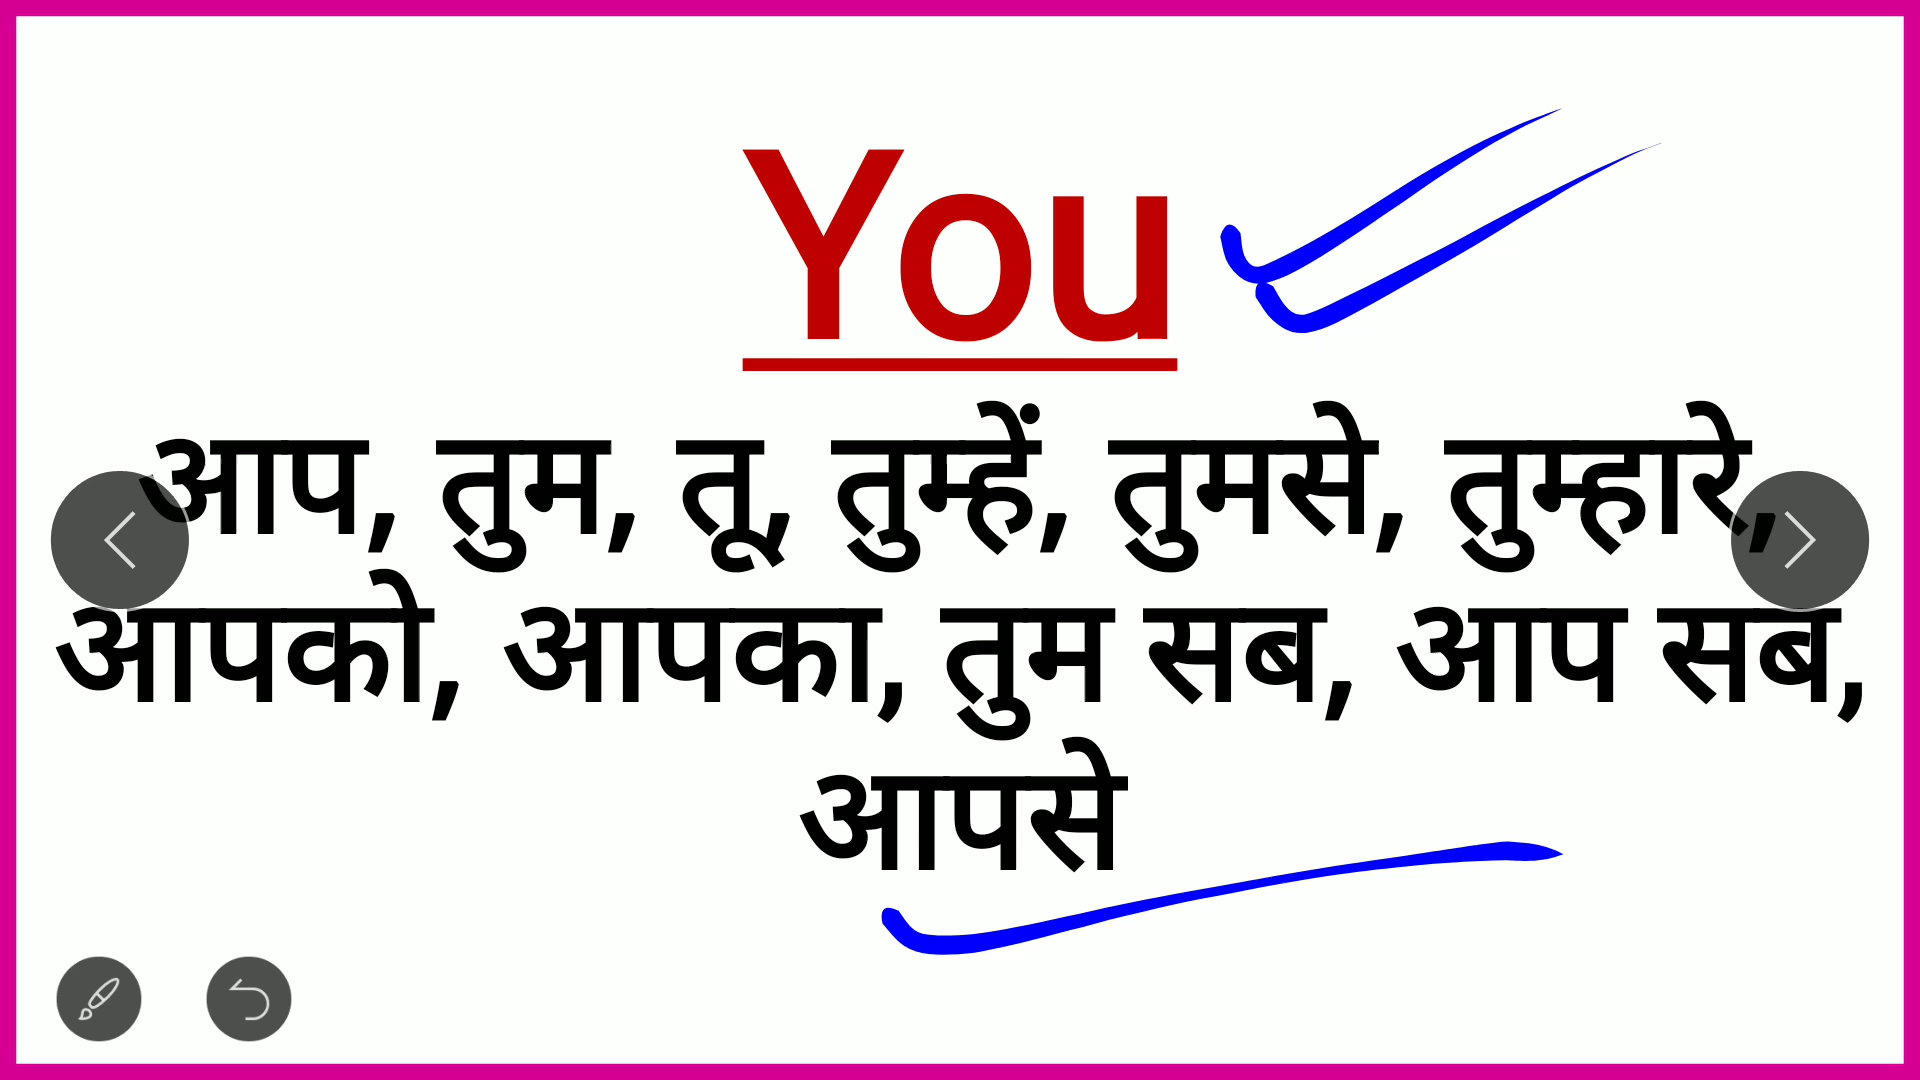 You
आप, तुम, तू, तुम्हें, तुमसे, तुम्हारे,
आपको, आपका, तुम सब, आप सब,
आपसे